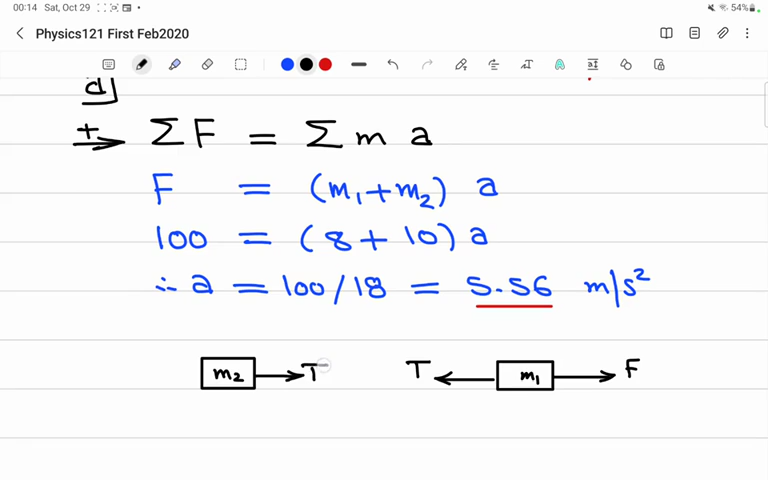 00:14 Sat, Oct 29 54%
Physics121 First Feb2020
d)
+ ΣF = Σ m a
F = (m₁+m₂) a
100 = (8 + 10) a
∴ a = 100/18 = 5.56 m/s²
m₂ T T m₁ F